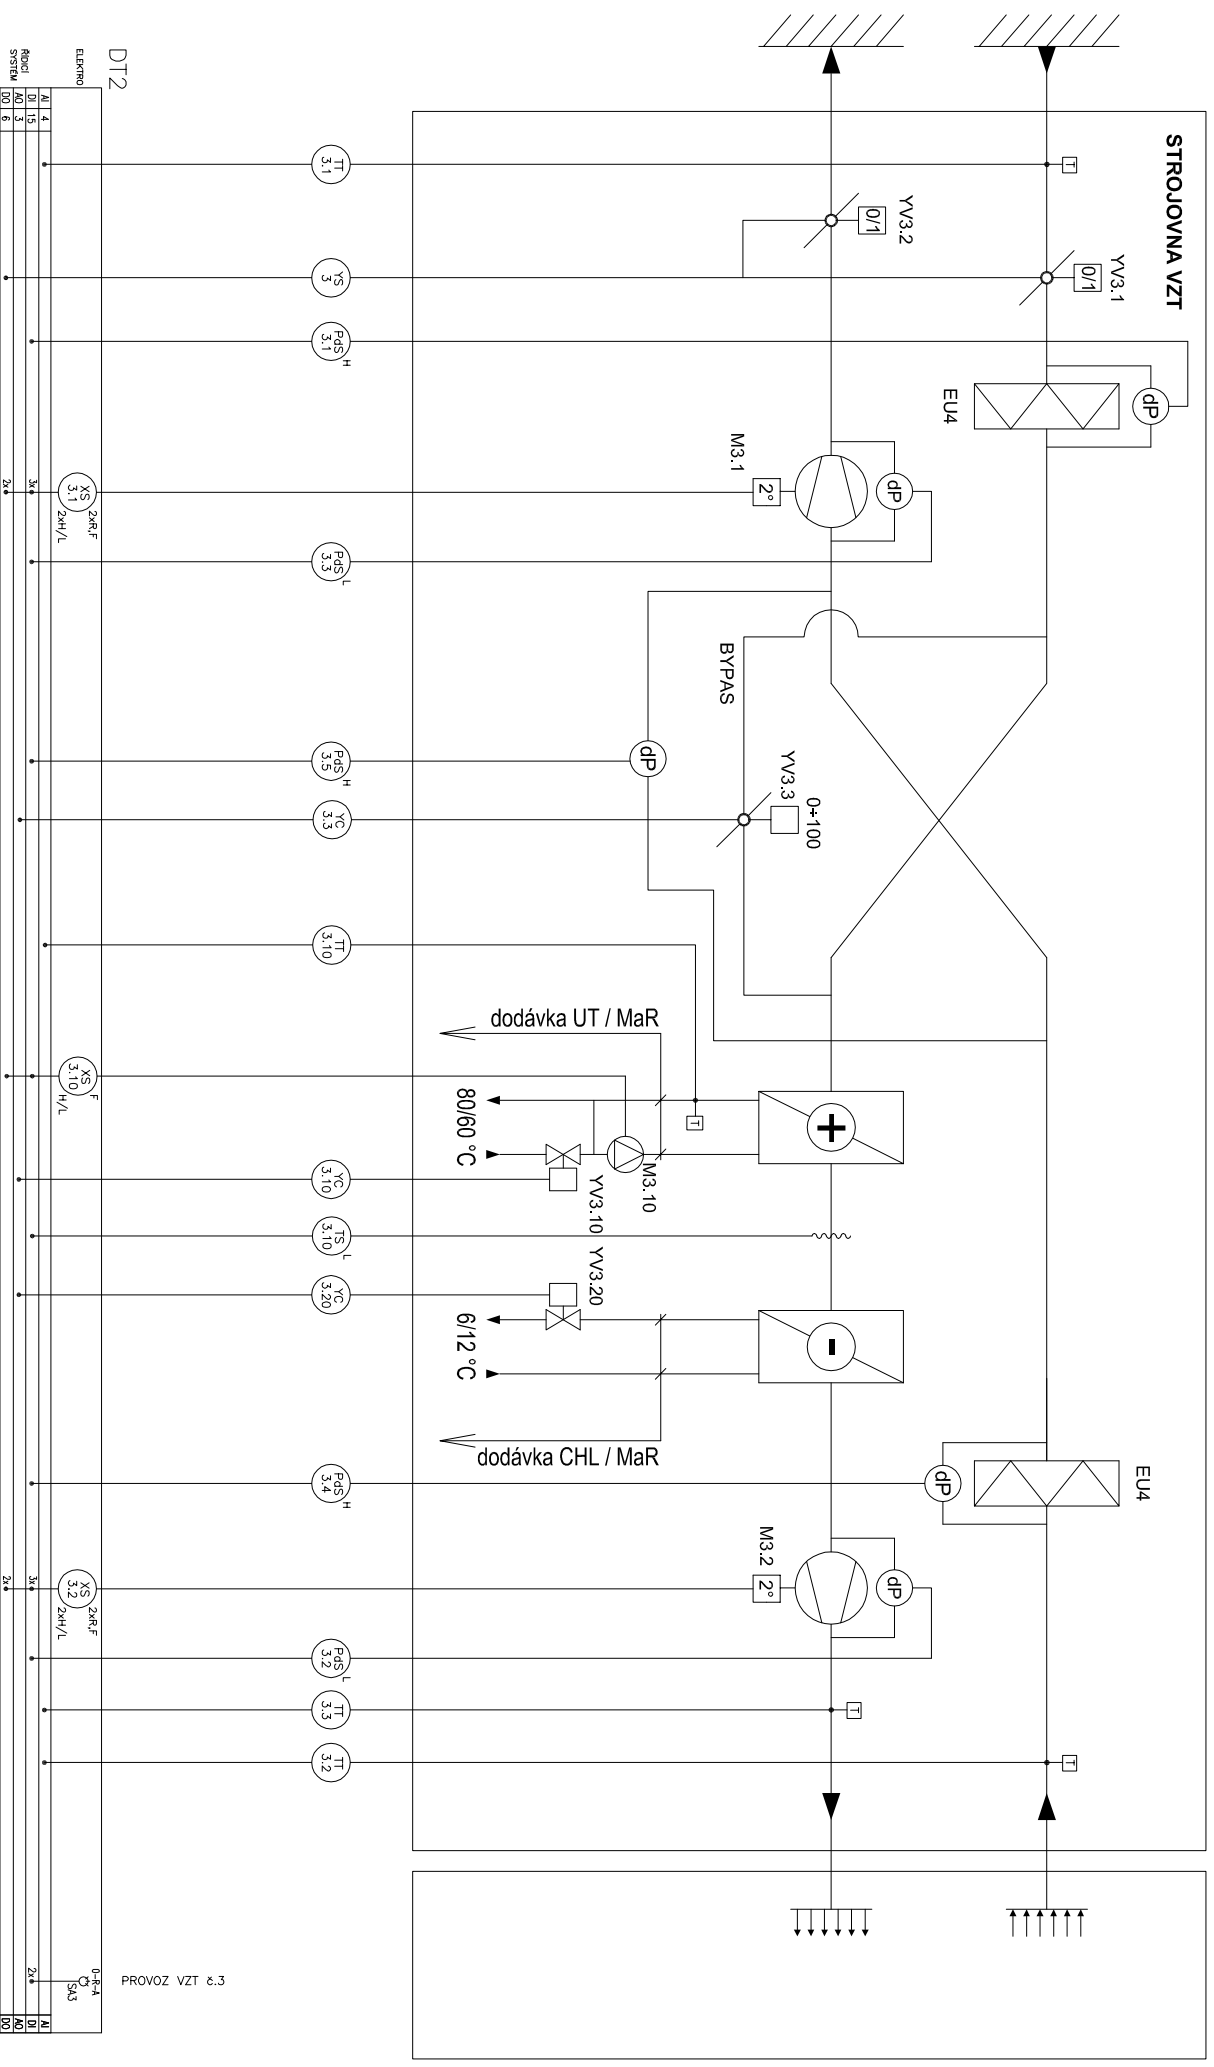 STROJOVNA VZT
T
YV3.2
0/1
YV3.1
0/1
dP
EU4
M3.1
2°
dP
BYPAS
dP
YV3.3
0÷100
dodávka UT / MaR
80/60 °C
T
M3.10
YV3.10
+
YV3.20
6/12 °C
-
dodávka CHL / MaR
dP
EU4
M3.2
2°
dP
T
T
TT
3.1
YS
3
PdS
3.1
H
PdS
3.3
L
PdS
3.5
H
YC
3.3
TT
3.10
YC
3.10
TS
3.10
L
YC
3.20
PdS
3.4
H
PdS
3.2
L
TT
3.3
TT
3.2
DT2
PROVOZ VZT č.3
ELEKTRO
XS
3.1
2xR,F
2xH/L
XS
3.10
F
H/L
XS
3.2
2xR,F
2xH/L
0-R-A
SA3
ŘIDICÍ
SYSTÉM
AI 4
DI 15
AO 3
DO 6
3x
2x
3x
2x
2x
AI
DI
AO
DO